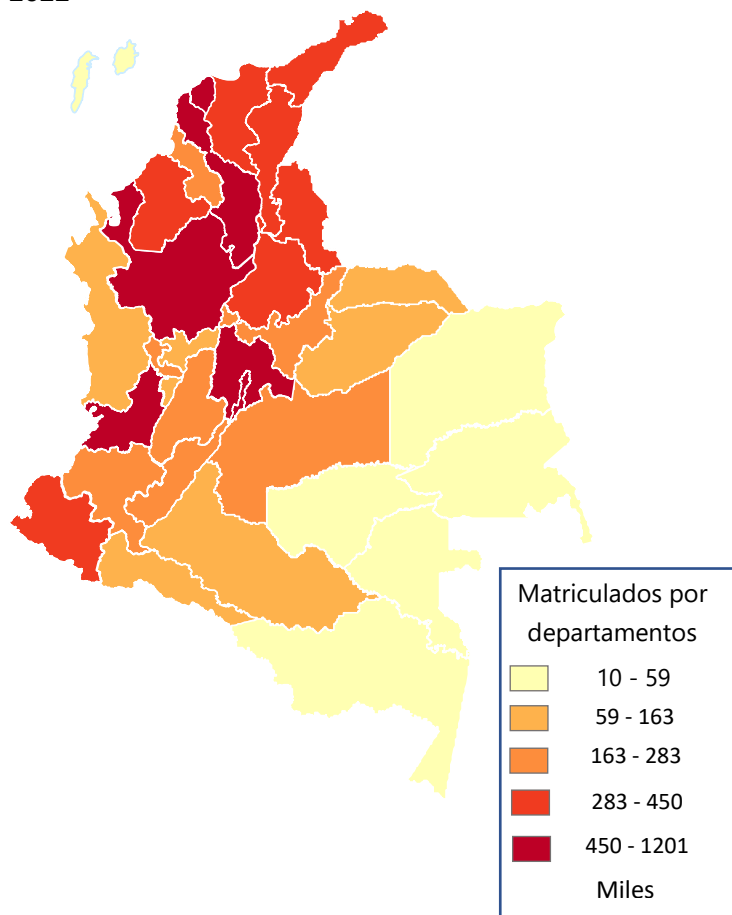 Matriculados por
departamentos
10 - 59
59 - 163
163 - 283
283 - 450
450 - 1201
Miles